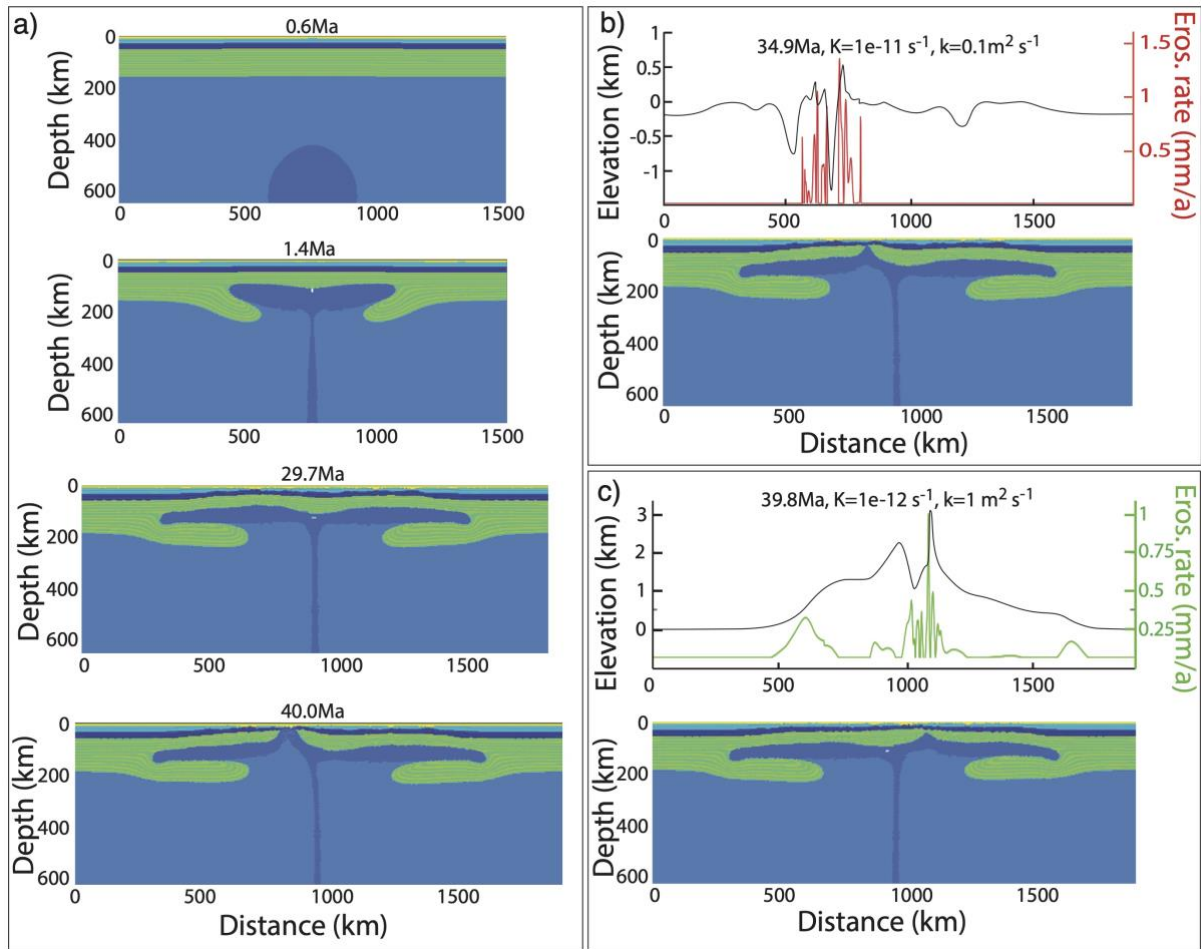 a)
0.6Ma
Depth (km)
0
200
400
600
0 500 1000 1500
1.4Ma
Depth (km)
0
200
400
600
0 500 1000 1500
29.7Ma
Depth (km)
0
200
400
600
0 500 1000 1500
40.0Ma
Depth (km)
0
200
400
600
0 500 1000 1500
Distance (km)
b)
34.9Ma, K=1e-11 s⁻¹, k=0.1m² s⁻¹
Elevation (km)
1
0.5
0
-0.5
-1
Eros. rate (mm/a)
1.5
1
0.5
0 500 1000 1500
Depth (km)
0
200
400
600
0 500 1000 1500
Distance (km)
c)
39.8Ma, K=1e-12 s⁻¹, k=1 m² s⁻¹
Elevation (km)
3
2
1
0
Eros. rate (mm/a)
1
0.75
0.5
0.25
0 500 1000 1500
Depth (km)
0
200
400
600
0 500 1000 1500
Distance (km)